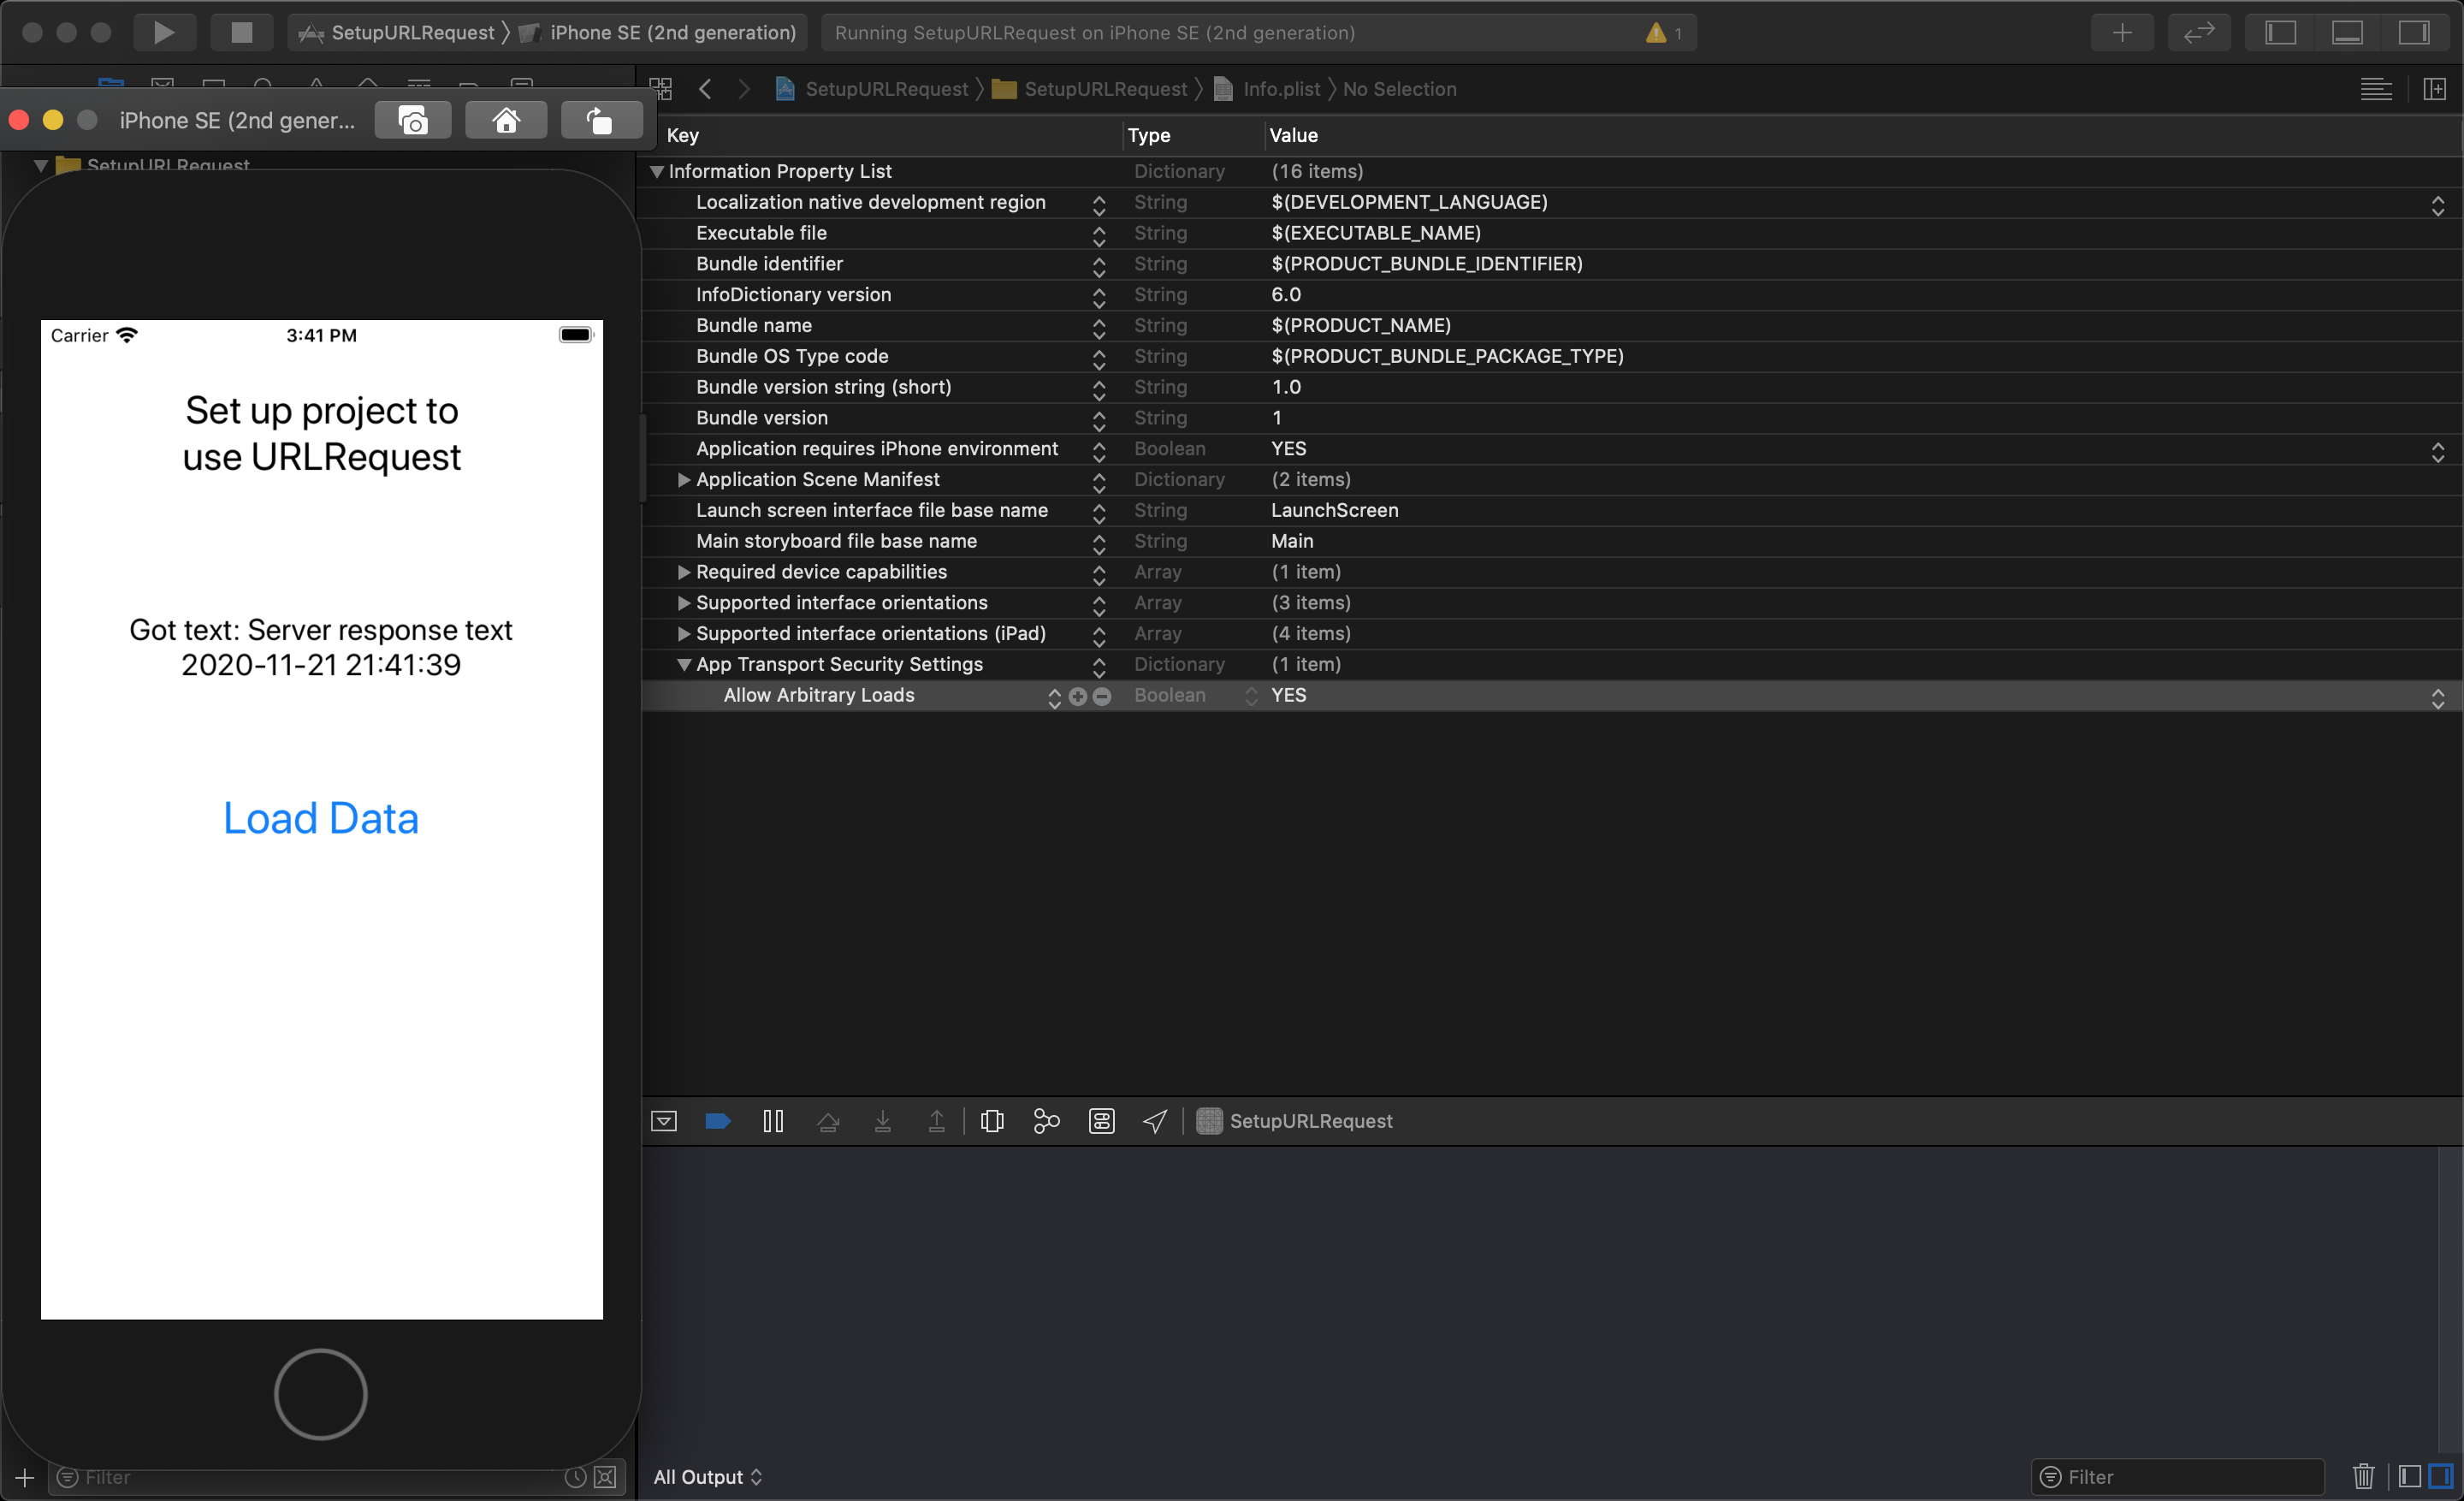 SetupURLRequest 〉 iPhone SE (2nd generation)
Running SetupURLRequest on iPhone SE (2nd generation)
1
SetupURLRequest 〉 SetupURLRequest 〉 Info.plist 〉 No Selection
iPhone SE (2nd gener...
SetupURLRequest
Carrier 3:41 PM
Set up project to
use URLRequest
Got text: Server response text
2020-11-21 21:41:39
Load Data
Filter
Key Type Value
Information Property List Dictionary (16 items)
Localization native development region String $(DEVELOPMENT_LANGUAGE)
Executable file String $(EXECUTABLE_NAME)
Bundle identifier String $(PRODUCT_BUNDLE_IDENTIFIER)
InfoDictionary version String 6.0
Bundle name String $(PRODUCT_NAME)
Bundle OS Type code String $(PRODUCT_BUNDLE_PACKAGE_TYPE)
Bundle version string (short) String 1.0
Bundle version String 1
Application requires iPhone environment Boolean YES
Application Scene Manifest Dictionary (2 items)
Launch screen interface file base name String LaunchScreen
Main storyboard file base name String Main
Required device capabilities Array (1 item)
Supported interface orientations Array (3 items)
Supported interface orientations (iPad) Array (4 items)
App Transport Security Settings Dictionary (1 item)
Allow Arbitrary Loads Boolean YES
SetupURLRequest
All Output
Filter